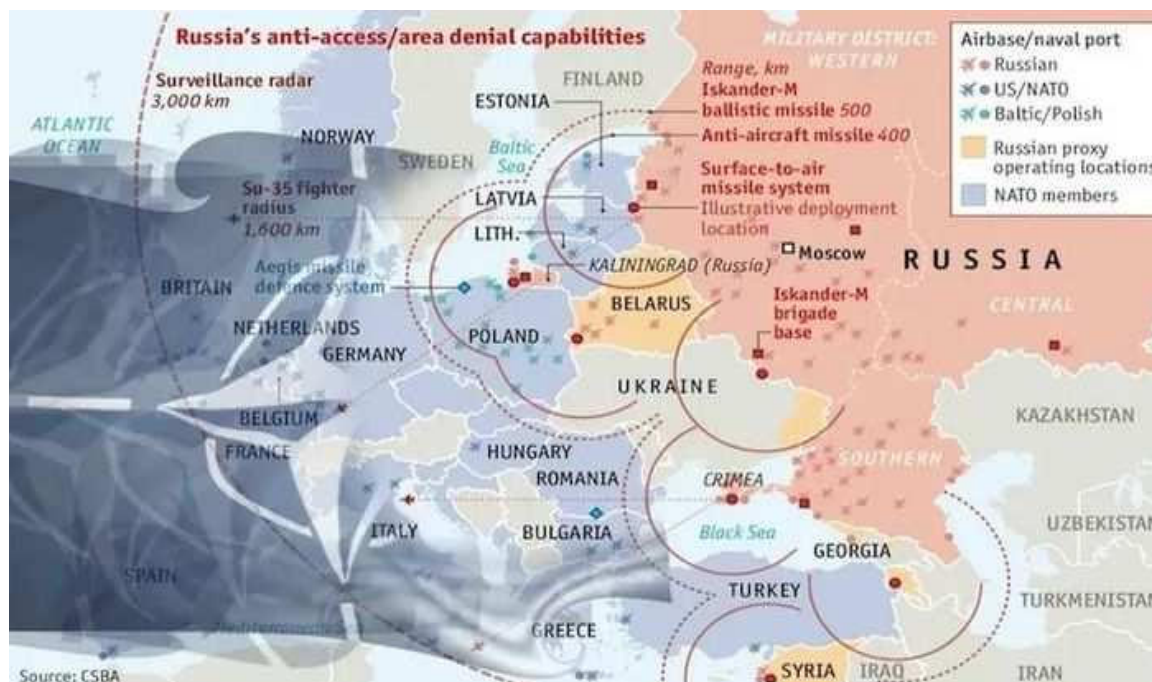 Russia's anti-access/area denial capabilities
Surveillance radar
3,000 km
ATLANTIC
OCEAN
NORWAY
SWEDEN
FINLAND
Baltic
Sea
ESTONIA
LATVIA
LITH.
MILITARY DISTRICT:
WESTERN
Range, km
Iskander-M
ballistic missile 500
Anti-aircraft missile 400
Surface-to-air
missile system
Illustrative deployment
location
Airbase/naval port
Russian
US/NATO
Baltic/Polish
Russian proxy
operating locations
NATO members
Su-35 fighter
radius
1,600 km
Aegis missile
defence system
KALININGRAD (Russia)
Moscow
RUSSIA
CENTRAL
BRITAIN
NETHERLANDS
GERMANY
POLAND
BELARUS
Iskander-M
brigade
base
BELGIUM
UKRAINE
KAZAKHSTAN
FRANCE
HUNGARY
ROMANIA
CRIMEA
SOUTHERN
ITALY
BULGARIA
Black Sea
GEORGIA
UZBEKISTAN
SPAIN
TURKEY
TURKMENISTAN
GREECE
SYRIA
IRAQ
IRAN
Source: CSBA